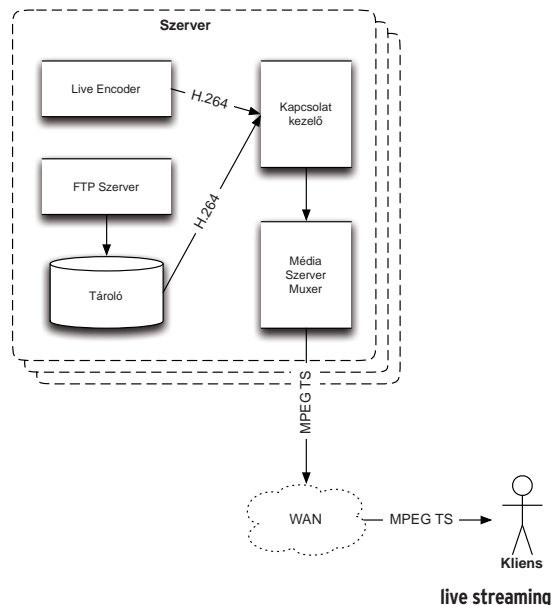 Szerver
Live Encoder
H.264
Kapcsolat
kezelő
FTP Szerver
H.264
Tároló
Média
Szerver
Muxer
MPEG TS
WAN
MPEG TS
Kliens
live streaming